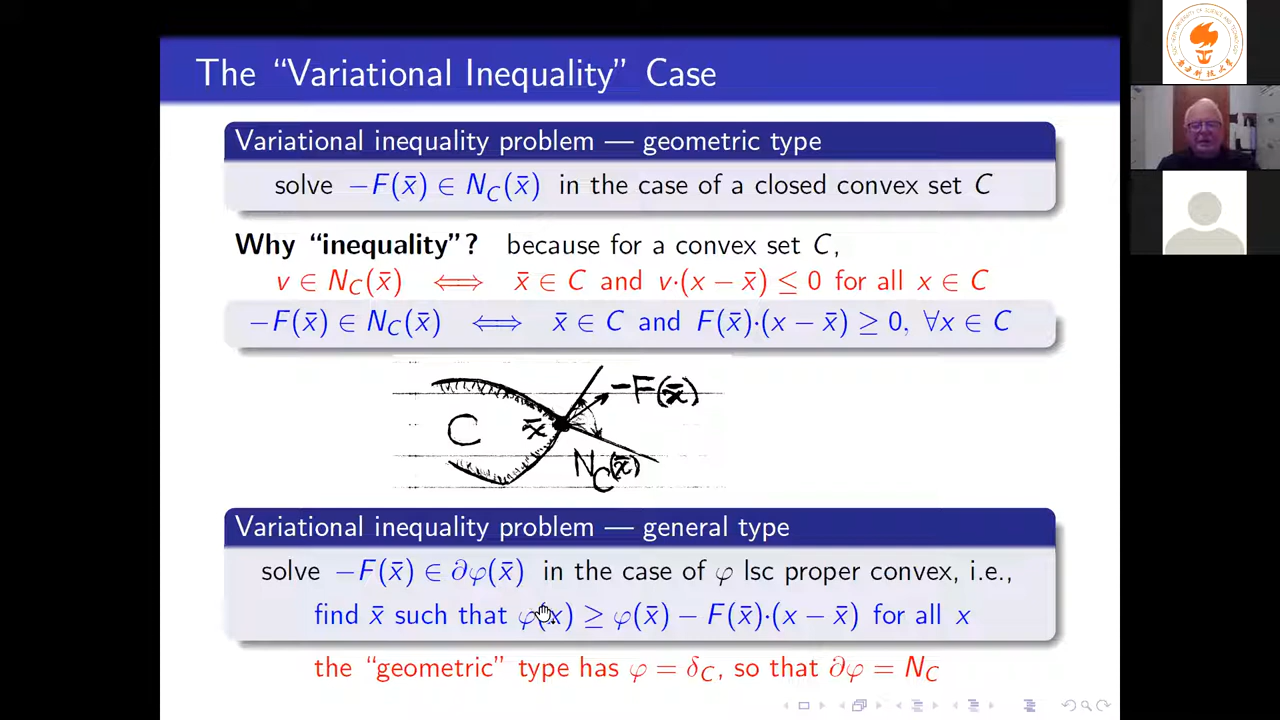 The “Variational Inequality” Case
Variational inequality problem — geometric type
solve −F(x̄) ∈ N_C(x̄) in the case of a closed convex set C
Why “inequality”? because for a convex set C,
v ∈ N_C(x̄) ⟺ x̄ ∈ C and v·(x − x̄) ≤ 0 for all x ∈ C
−F(x̄) ∈ N_C(x̄) ⟺ x̄ ∈ C and F(x̄)·(x − x̄) ≥ 0, ∀x ∈ C
−F(x̄)
C
x̄
N_C(x̄)
Variational inequality problem — general type
solve −F(x̄) ∈ ∂φ(x̄) in the case of φ lsc proper convex, i.e.,
find x̄ such that φ(x) ≥ φ(x̄) − F(x̄)·(x − x̄) for all x
the “geometric” type has φ = δ_C, so that ∂φ = N_C